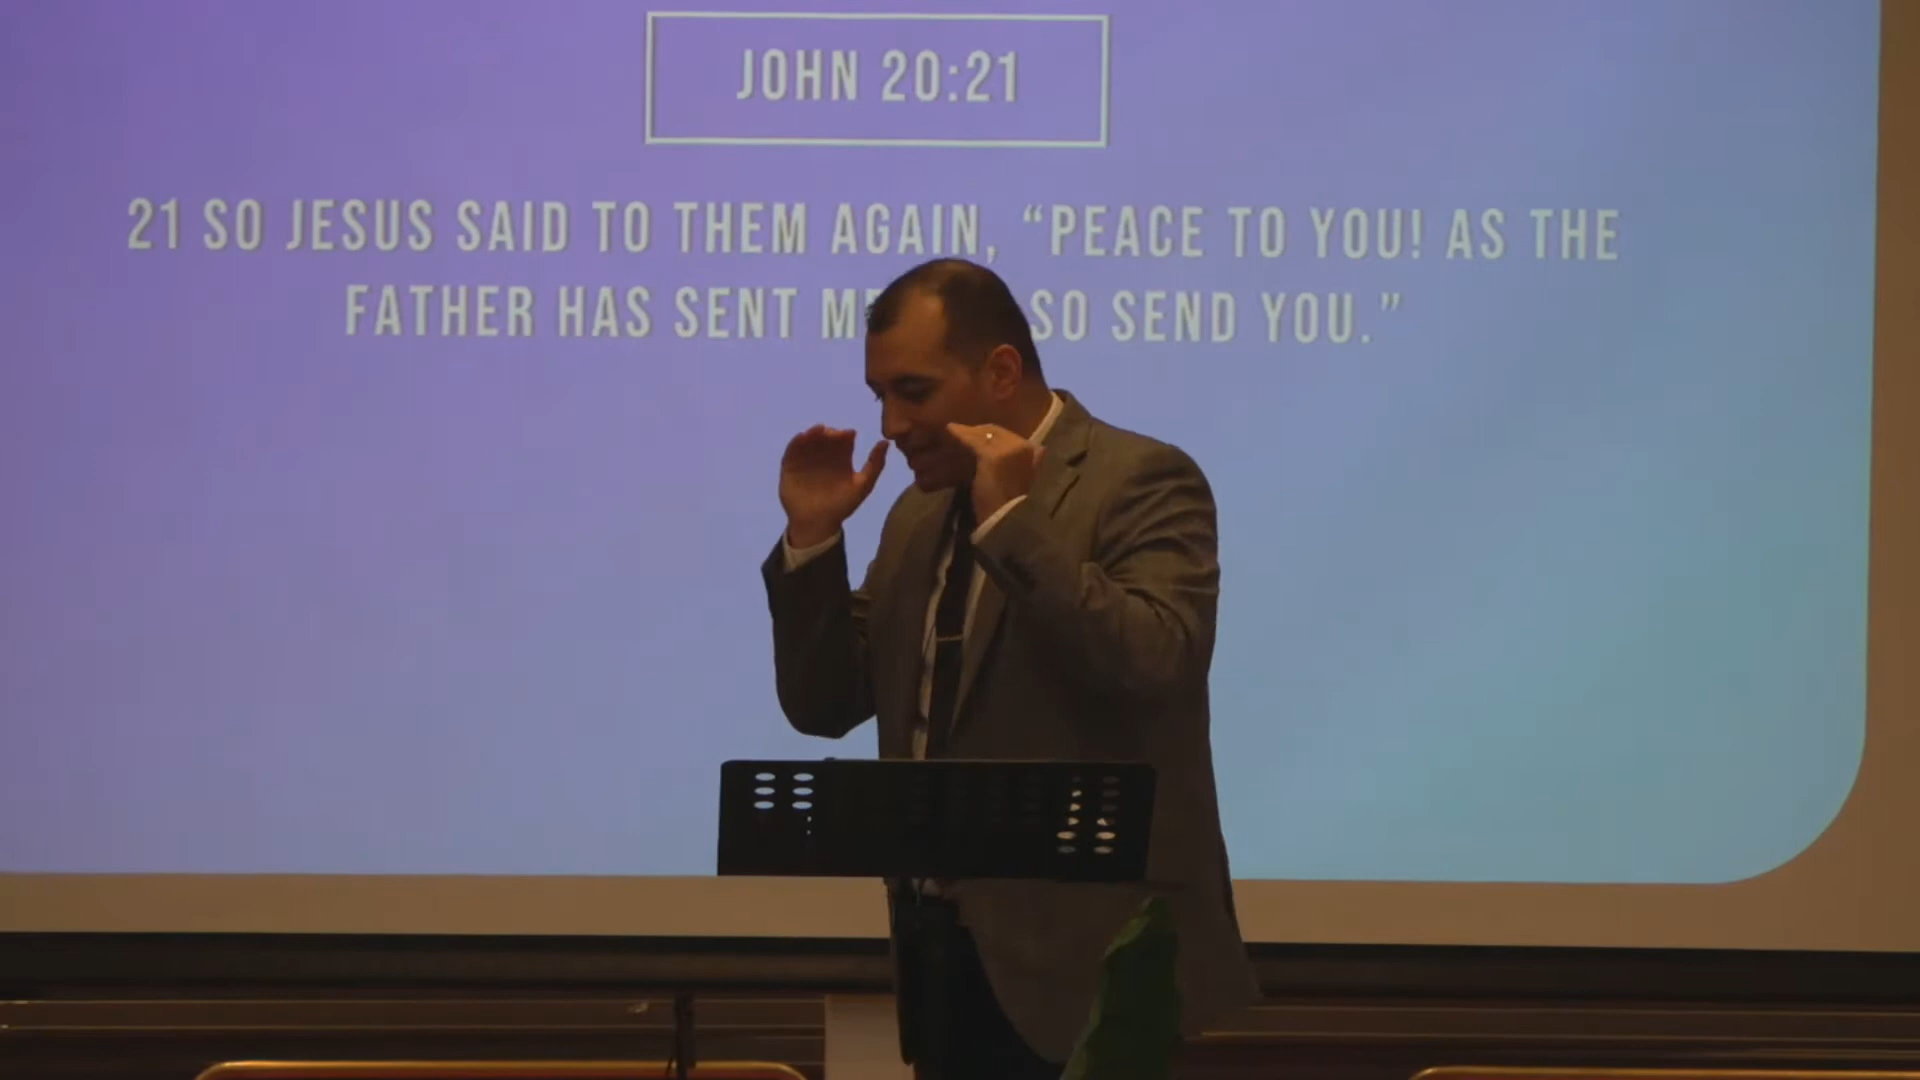 JOHN 20:21
21 SO JESUS SAID TO THEM AGAIN, “PEACE TO YOU! AS THE
FATHER HAS SENT SO SEND YOU.”